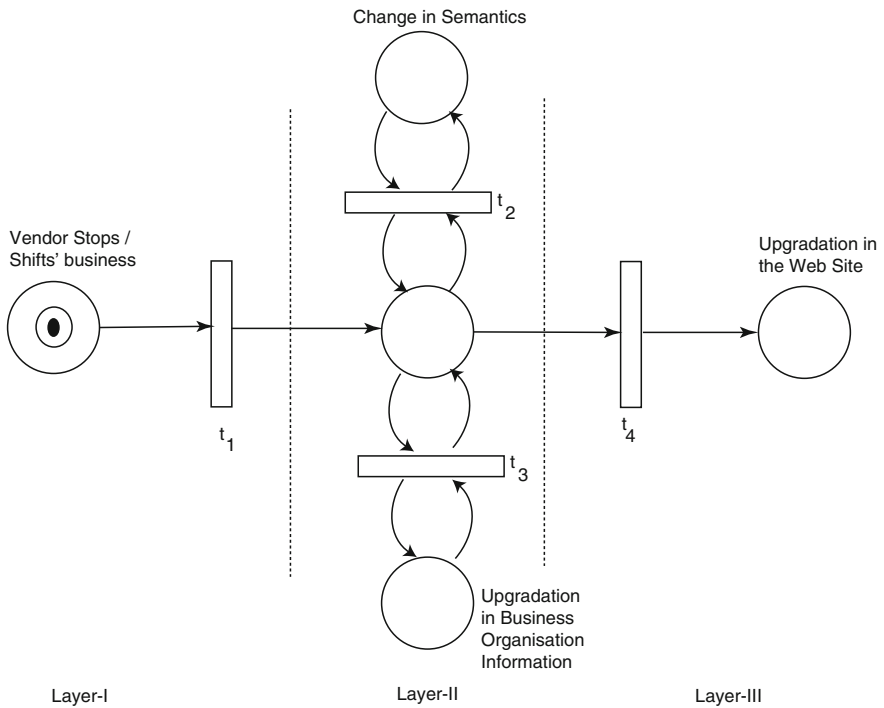 Change in Semantics
t2
Vendor Stops /
Shifts' business
Upgradation in
the Web Site
t1
t4
t3
Upgradation
in Business
Organisation
Information
Layer-I
Layer-II
Layer-III